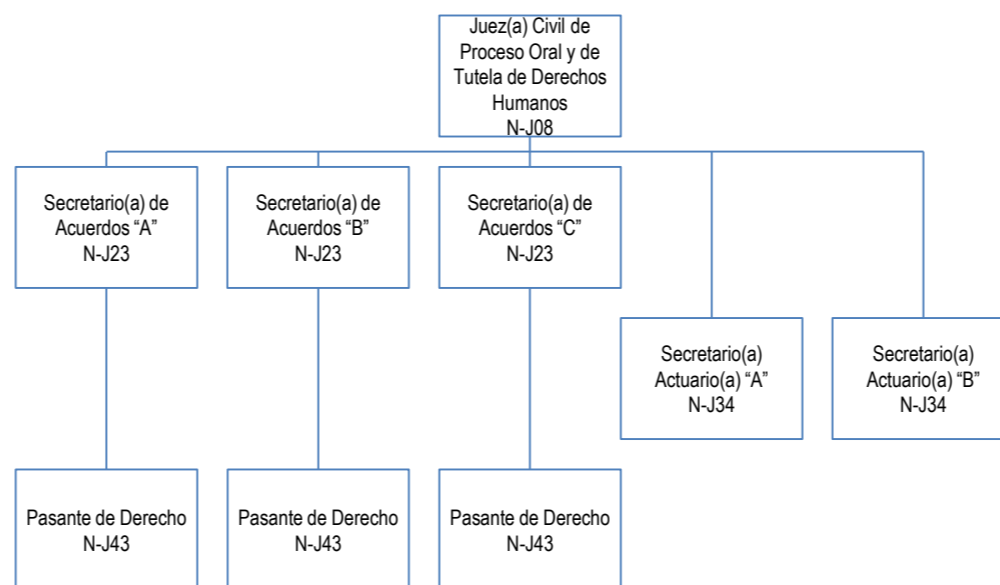 Juez(a) Civil de
Proceso Oral y de
Tutela de Derechos
Humanos
N-J08
Secretario(a) de
Acuerdos “A”
N-J23
Secretario(a) de
Acuerdos “B”
N-J23
Secretario(a) de
Acuerdos “C”
N-J23
Secretario(a)
Actuario(a) “A”
N-J34
Secretario(a)
Actuario(a) “B”
N-J34
Pasante de Derecho
N-J43
Pasante de Derecho
N-J43
Pasante de Derecho
N-J43